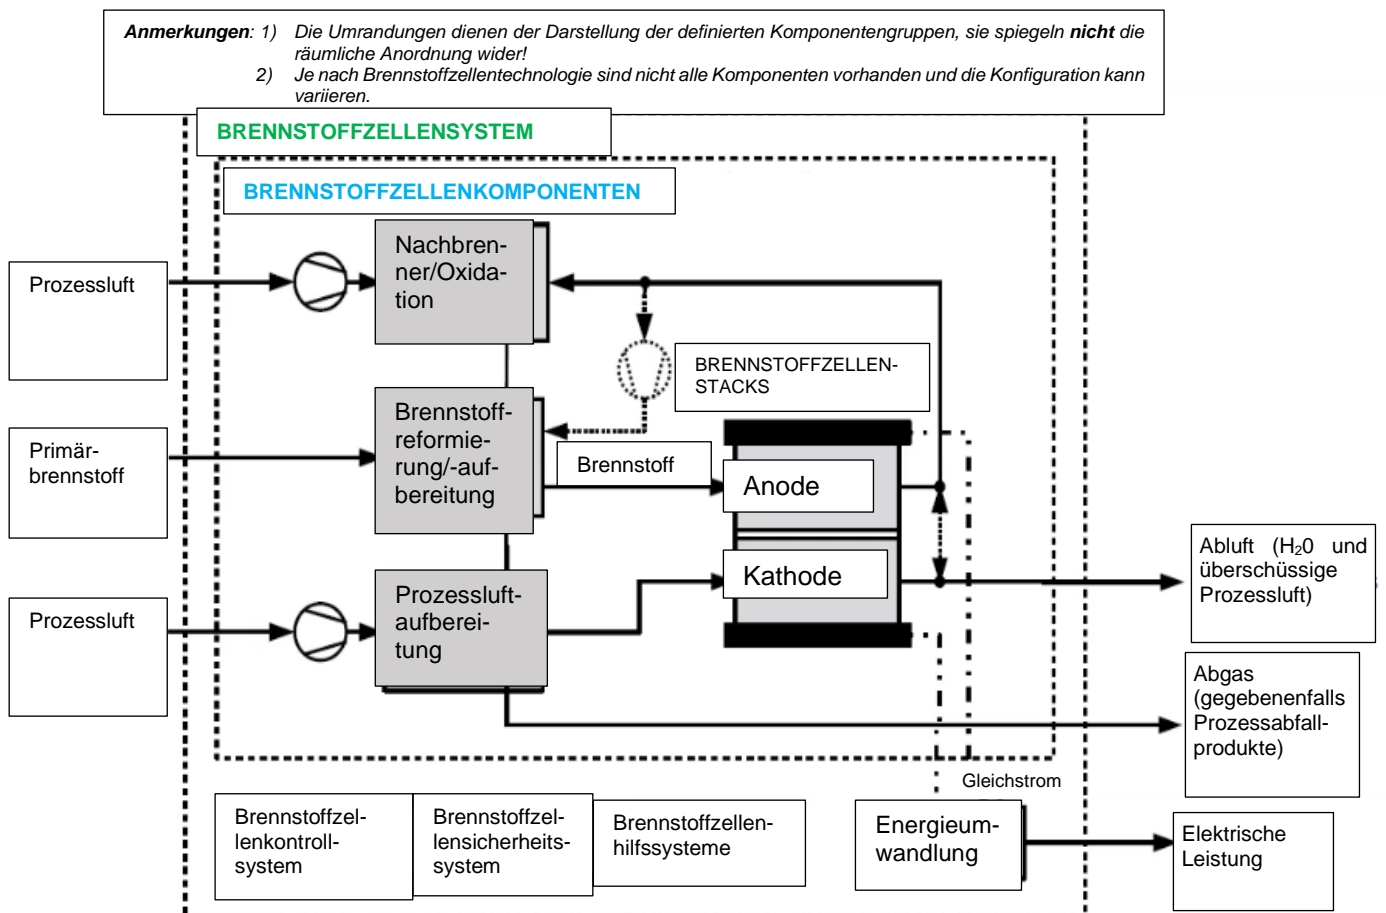 Anmerkungen: 1) Die Umrandungen dienen der Darstellung der definierten Komponentengruppen, sie spiegeln nicht die
räumliche Anordnung wider!
2) Je nach Brennstoffzellentechnologie sind nicht alle Komponenten vorhanden und die Konfiguration kann
variieren.
BRENNSTOFFZELLENSYSTEM
BRENNSTOFFZELLENKOMPONENTEN
Prozessluft
Nachbren-
ner/Oxida-
tion
BRENNSTOFFZELLEN-
STACKS
Primär-
brennstoff
Brennstoff-
reformie-
rung/-auf-
bereitung
Brennstoff
Anode
Kathode
Prozessluft
Prozessluft-
aufberei-
tung
Abluft (H₂0 und
überschüssige
Prozessluft)
Abgas
(gegebenenfalls
Prozessabfall-
produkte)
Gleichstrom
Brennstoffzel-
lenkontroll-
system
Brennstoffzel-
lensicherheits-
system
Brennstoffzellen-
hilfssysteme
Energieum-
wandlung
Elektrische
Leistung